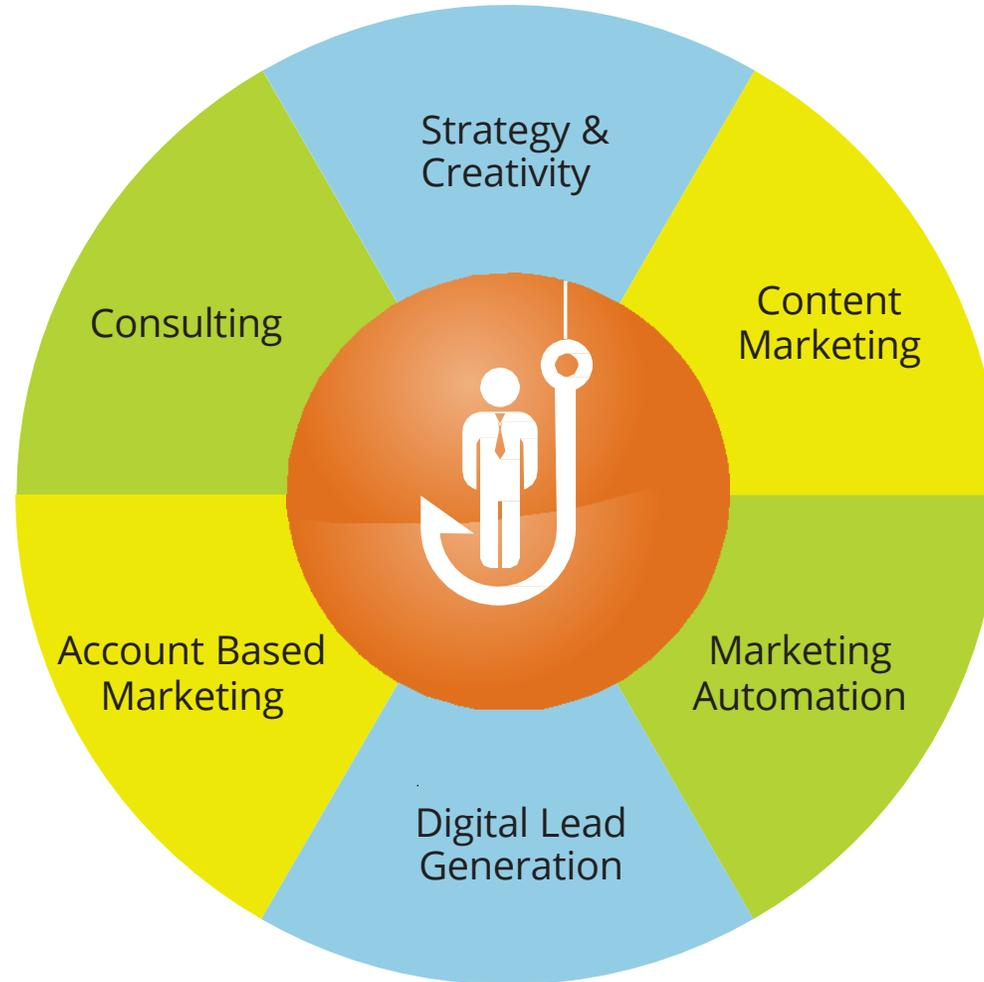 Strategy &
Creativity
Content
Marketing
Consulting
Account Based
Marketing
Marketing
Automation
Digital Lead
Generation